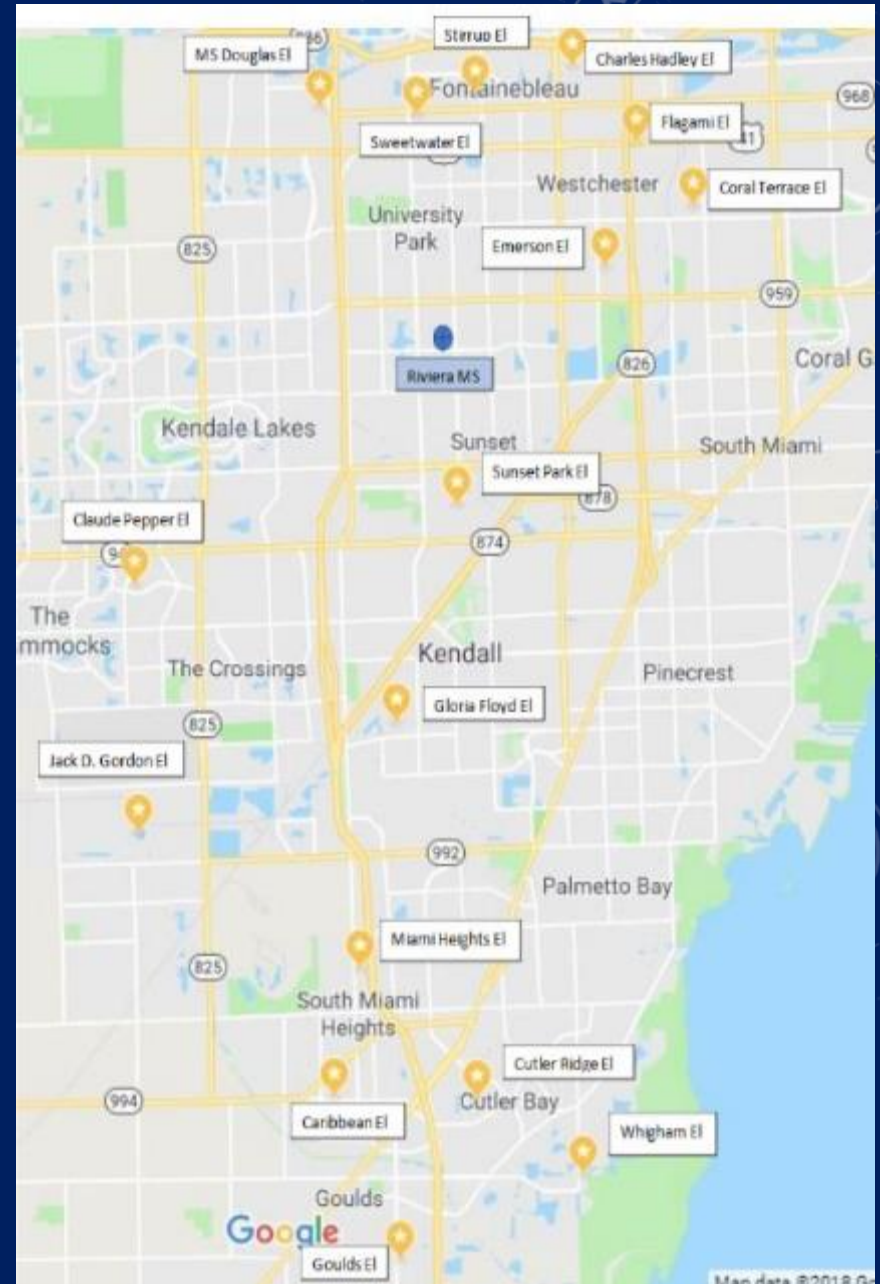 Sterup El
MS Douglas El
Charles Hadley El
Fontainebleau
968
Flagami El
41
Sweetwater El
Westchester
Coral Terrace El
University
Park
Emerson El
825
959
Riviera MS
826
Coral G
Kendale Lakes
Sunset
South Miami
Sunset Park El
878
Claude Pepper El
874
The
mmocks
Kendall
The Crossings
Pinecrest
Gloria Floyd El
825
Jack D. Gordon El
992
Palmetto Bay
Miami Heights El
825
South Miami
Heights
Cutler Ridge El
994
Cutler Bay
Caribbean El
Whigham El
Goulds
Google
Goulds El
Map data ©2018 Go